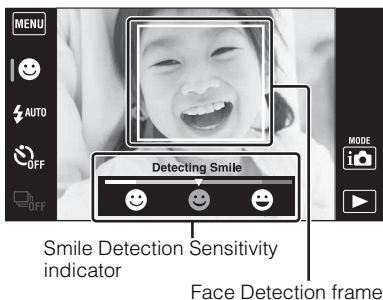 MENU
AUTO
OFF
OFF
MODE
Detecting Smile
Smile Detection Sensitivity
indicator
Face Detection frame